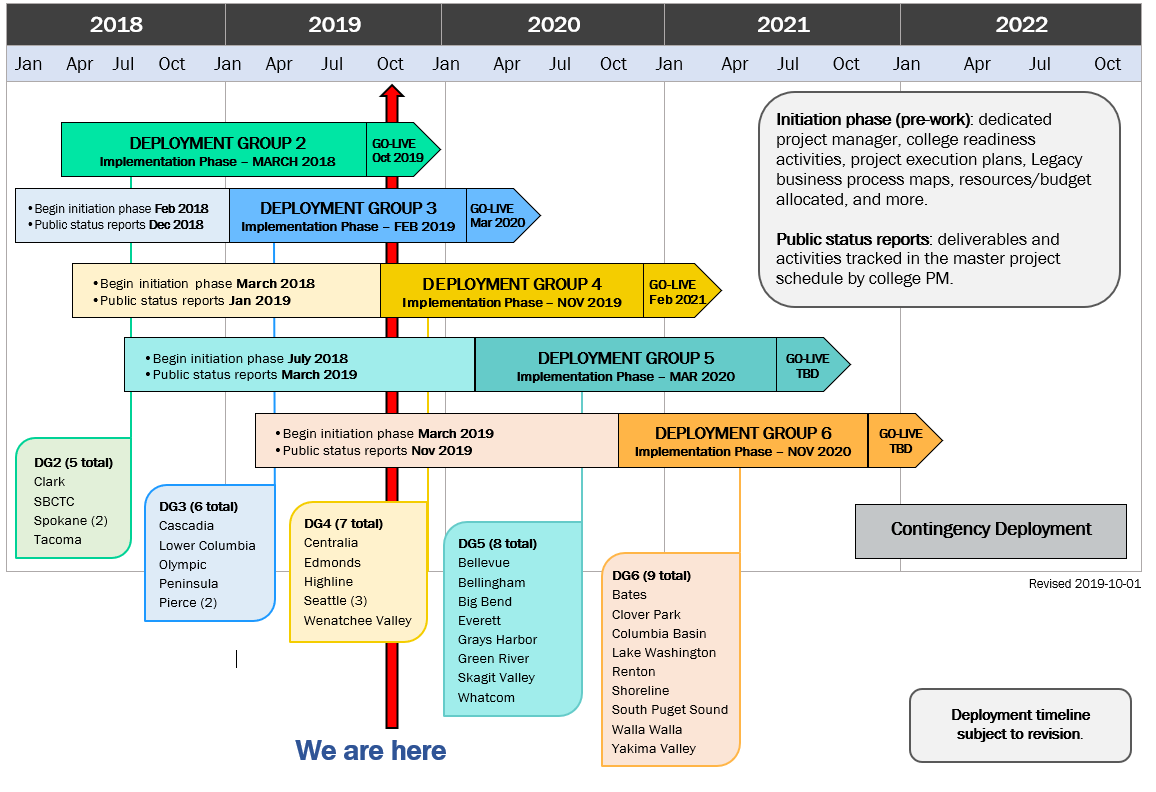 2018 2019 2020 2021 2022
Jan Apr Jul Oct Jan Apr Jul Oct Jan Apr Jul Oct Jan Apr Jul Oct Jan Apr Jul Oct
Initiation phase (pre-work): dedicated
project manager, college readiness
activities, project execution plans, Legacy
business process maps, resources/budget
allocated, and more.
Public status reports: deliverables and
activities tracked in the master project
schedule by college PM.
DEPLOYMENT GROUP 2
Implementation Phase – MARCH 2018
GO-LIVE
Oct 2019
•Begin initiation phase Feb 2018
•Public status reports Dec 2018
DEPLOYMENT GROUP 3
Implementation Phase – FEB 2019
GO-LIVE
Mar 2020
•Begin initiation phase March 2018
•Public status reports Jan 2019
DEPLOYMENT GROUP 4
Implementation Phase – NOV 2019
GO-LIVE
Feb 2021
•Begin initiation phase July 2018
•Public status reports March 2019
DEPLOYMENT GROUP 5
Implementation Phase – MAR 2020
GO-LIVE
TBD
•Begin initiation phase March 2019
•Public status reports Nov 2019
DEPLOYMENT GROUP 6
Implementation Phase – NOV 2020
GO-LIVE
TBD
DG2 (5 total)
Clark
SBCTC
Spokane (2)
Tacoma
DG3 (6 total)
Cascadia
Lower Columbia
Olympic
Peninsula
Pierce (2)
DG4 (7 total)
Centralia
Edmonds
Highline
Seattle (3)
Wenatchee Valley
DG5 (8 total)
Bellevue
Bellingham
Big Bend
Everett
Grays Harbor
Green River
Skagit Valley
Whatcom
DG6 (9 total)
Bates
Clover Park
Columbia Basin
Lake Washington
Renton
Shoreline
South Puget Sound
Walla Walla
Yakima Valley
Contingency Deployment
Revised 2019-10-01
We are here
Deployment timeline
subject to revision.